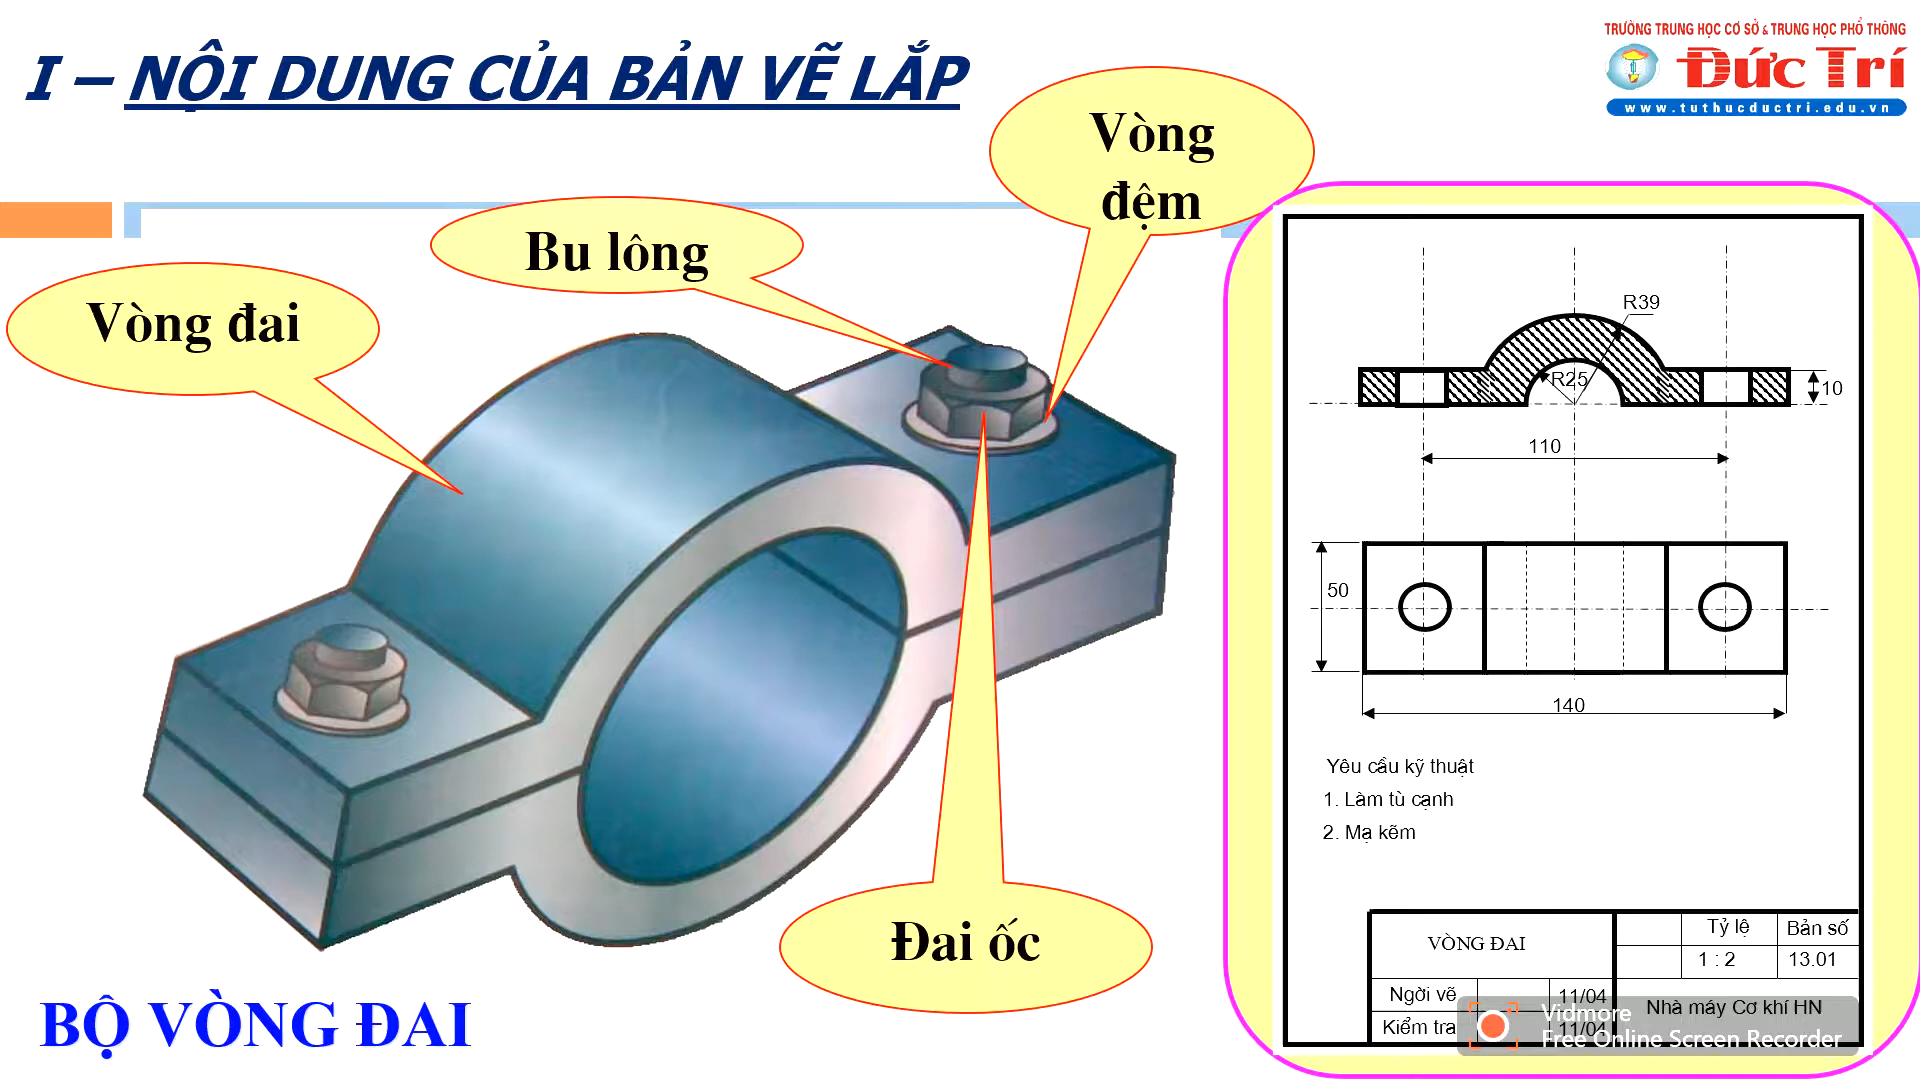 I – NỘI DUNG CỦA BẢN VẼ LẮP
TRƯỜNG TRUNG HỌC CƠ SỞ & TRUNG HỌC PHỔ THÔNG
Đức Trí
www.tuthucductri.edu.vn
Vòng
đệm
Bu lông
Vòng đai
Đai ốc
BỘ VÒNG ĐAI
R39
R25
10
110
50
140
Yêu cầu kỹ thuật
1. Làm tù cạnh
2. Mạ kẽm
VÒNG ĐAI
Tỷ lệ
Bản số
1 : 2
13.01
Ngời vẽ
11/04
Nhà máy Cơ khí HN
Kiểm tra
11/04
Vidmore
Free Online Screen Recorder